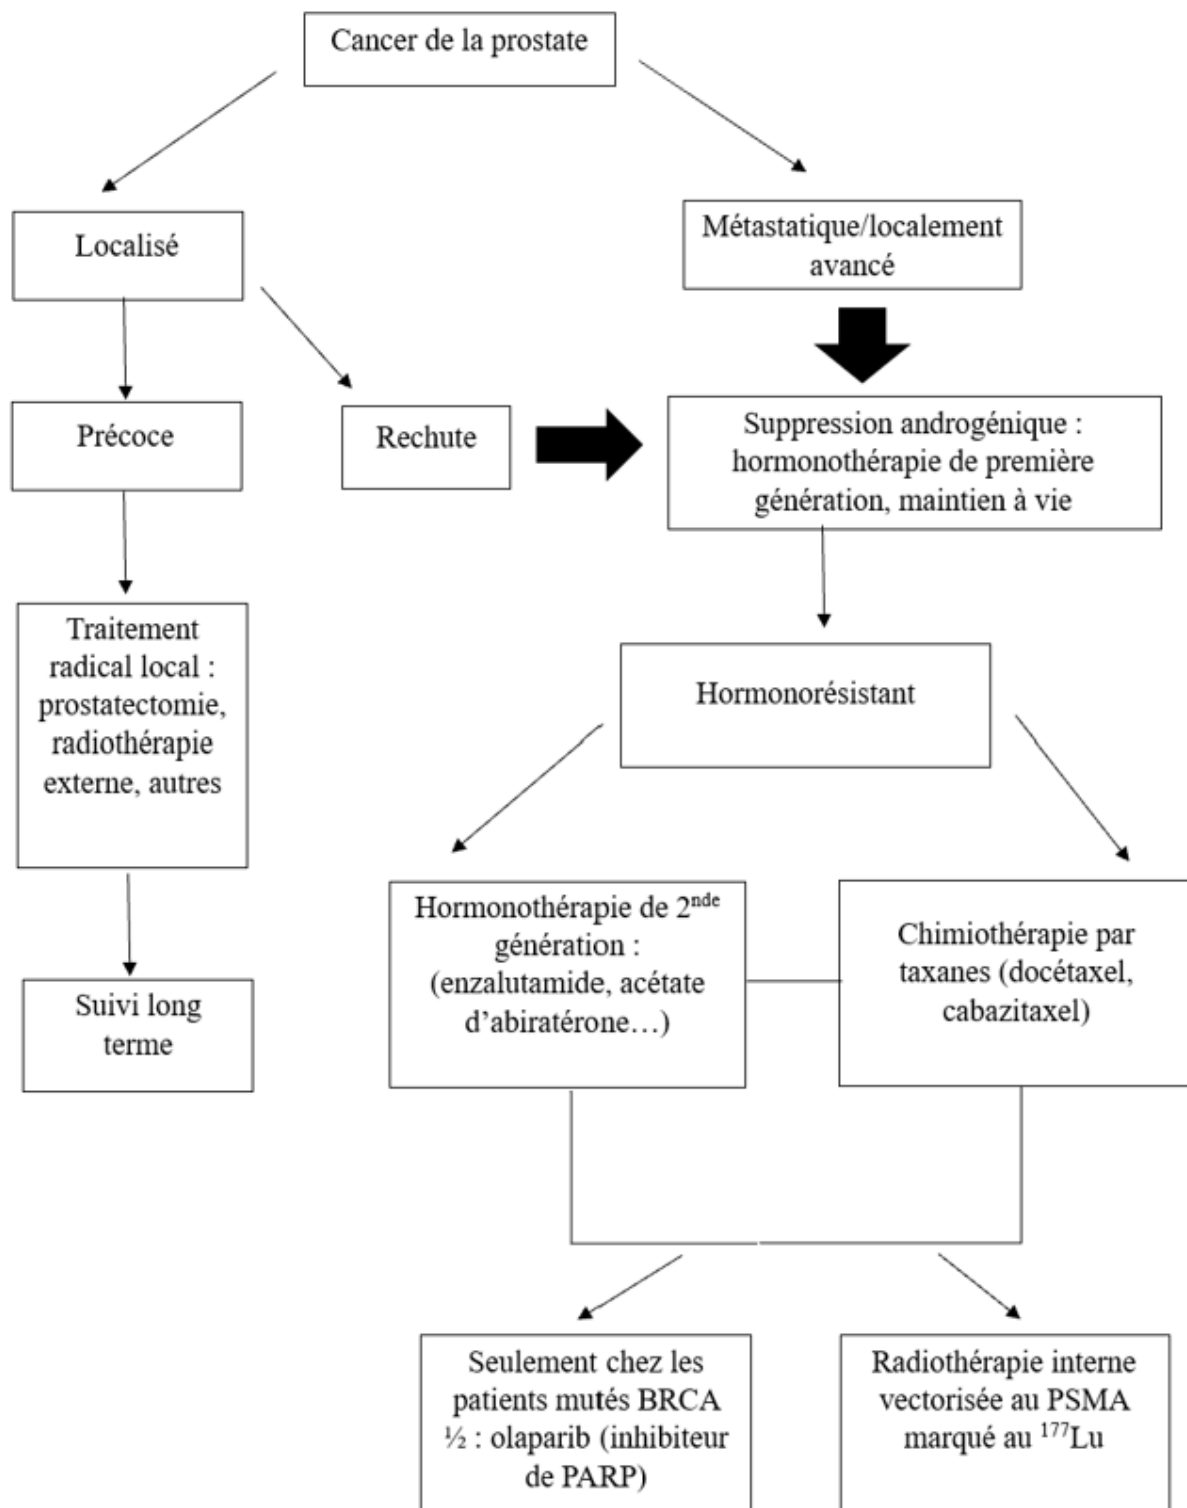 Cancer de la prostate
Localisé
Métastatique/localement
avancé
Précoce
Rechute
Suppression androgénique :
hormonothérapie de première
génération, maintien à vie
Traitement
radical local :
prostatectomie,
radiothérapie
externe, autres
Hormonorésistant
Hormonothérapie de 2nde
génération :
(enzalutamide, acétate
d’abiratérone…)
Chimiothérapie par
taxanes (docétaxel,
cabazitaxel)
Suivi long
terme
Seulement chez les
patients mutés BRCA
½ : olaparib (inhibiteur
de PARP)
Radiothérapie interne
vectorisée au PSMA
marqué au ¹⁷⁷Lu